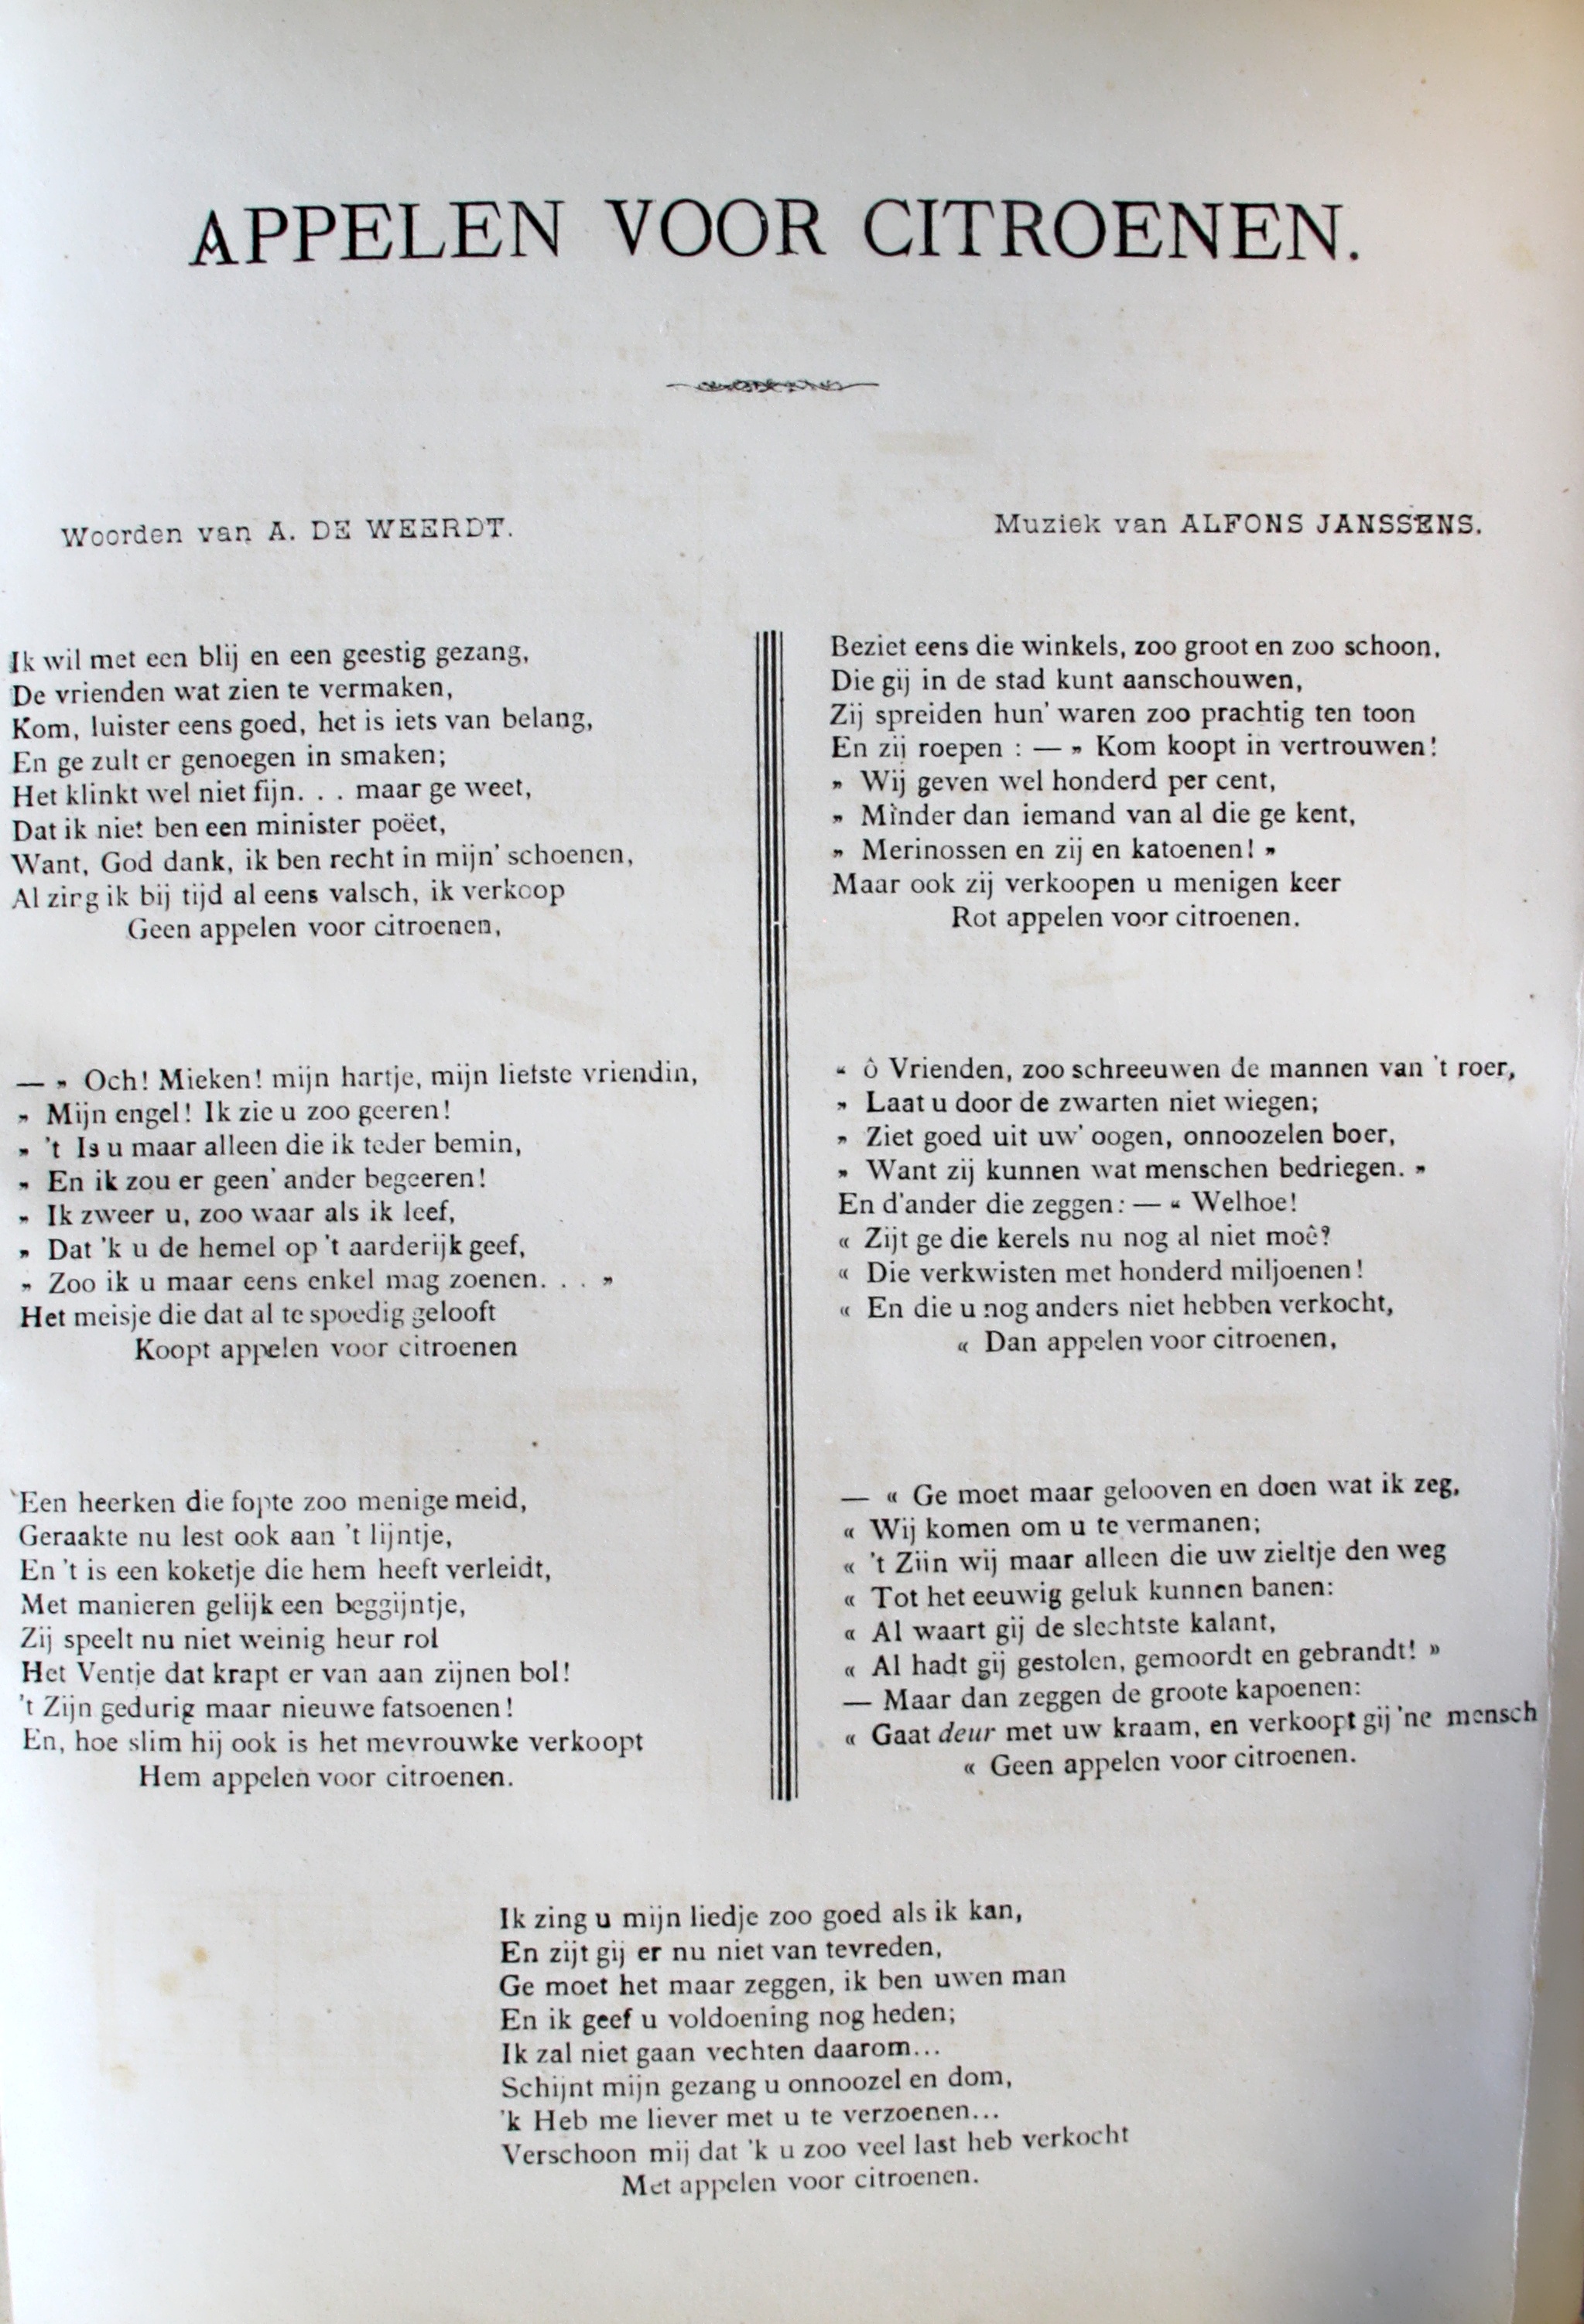 APPELEN VOOR CITROENEN.
Woorden van A. DE WEERDT.
Muziek van ALFONS JANSSENS.
Ik wil met een blij en een geestig gezang,
De vrienden wat zien te vermaken,
Kom, luister eens goed, het is iets van belang,
En ge zult er genoegen in smaken;
Het klinkt wel niet fijn. . . maar ge weet,
Dat ik niet ben een minister poëet,
Want, God dank, ik ben recht in mijn' schoenen,
Al zing ik bij tijd al eens valsch, ik verkoop
Geen appelen voor citroenen,
— „ Och! Mieken! mijn hartje, mijn liefste vriendin,
„ Mijn engel! Ik zie u zoo geeren!
„ 't Is u maar alleen die ik teder bemin,
„ En ik zou er geen' ander begeeren!
„ Ik zweer u, zoo waar als ik leef,
„ Dat 'k u de hemel op 't aarderijk geef,
„ Zoo ik u maar eens enkel mag zoenen. . . „
Het meisje die dat al te spoedig gelooft
Koopt appelen voor citroenen
Een heerken die fopte zoo menige meid,
Geraakte nu lest ook aan 't lijntje,
En 't is een koketje die hem heeft verleidt,
Met manieren gelijk een beggijntje,
Zij speelt nu niet weinig heur rol
Het Ventje dat krapt er van aan zijnen bol!
't Zijn gedurig maar nieuwe fatsoenen!
En, hoe slim hij ook is het mevrouwke verkoopt
Hem appelen voor citroenen.
Beziet eens die winkels, zoo groot en zoo schoon,
Die gij in de stad kunt aanschouwen,
Zij spreiden hun' waren zoo prachtig ten toon
En zij roepen : — „ Kom koopt in vertrouwen!
„ Wij geven wel honderd per cent,
„ Minder dan iemand van al die ge kent,
„ Merinossen en zij en katoenen! „
Maar ook zij verkoopen u menigen keer
Rot appelen voor citroenen.
“ ô Vrienden, zoo schreeuwen de mannen van 't roer,
„ Laat u door de zwarten niet wiegen;
„ Ziet goed uit uw' oogen, onnoozelen boer,
„ Want zij kunnen wat menschen bedriegen. „
En d'ander die zeggen: — “ Welhoe!
« Zijt ge die kerels nu nog al niet moê?
« Die verkwisten met honderd miljoenen!
« En die u nog anders niet hebben verkocht,
« Dan appelen voor citroenen,
— « Ge moet maar gelooven en doen wat ik zeg,
« Wij komen om u te vermanen;
« 't Zijn wij maar alleen die uw zieltje den weg
« Tot het eeuwig geluk kunnen banen:
« Al waart gij de slechtste kalant,
« Al hadt gij gestolen, gemoordt en gebrandt! »
— Maar dan zeggen de groote kapoenen:
« Gaat deur met uw kraam, en verkoopt gij 'ne mensch
« Geen appelen voor citroenen.
Ik zing u mijn liedje zoo goed als ik kan,
En zijt gij er nu niet van tevreden,
Ge moet het maar zeggen, ik ben uwen man
En ik geef u voldoening nog heden;
Ik zal niet gaan vechten daarom...
Schijnt mijn gezang u onnoozel en dom,
'k Heb me liever met u te verzoenen...
Verschoon mij dat 'k u zoo veel last heb verkocht
Met appelen voor citroenen.